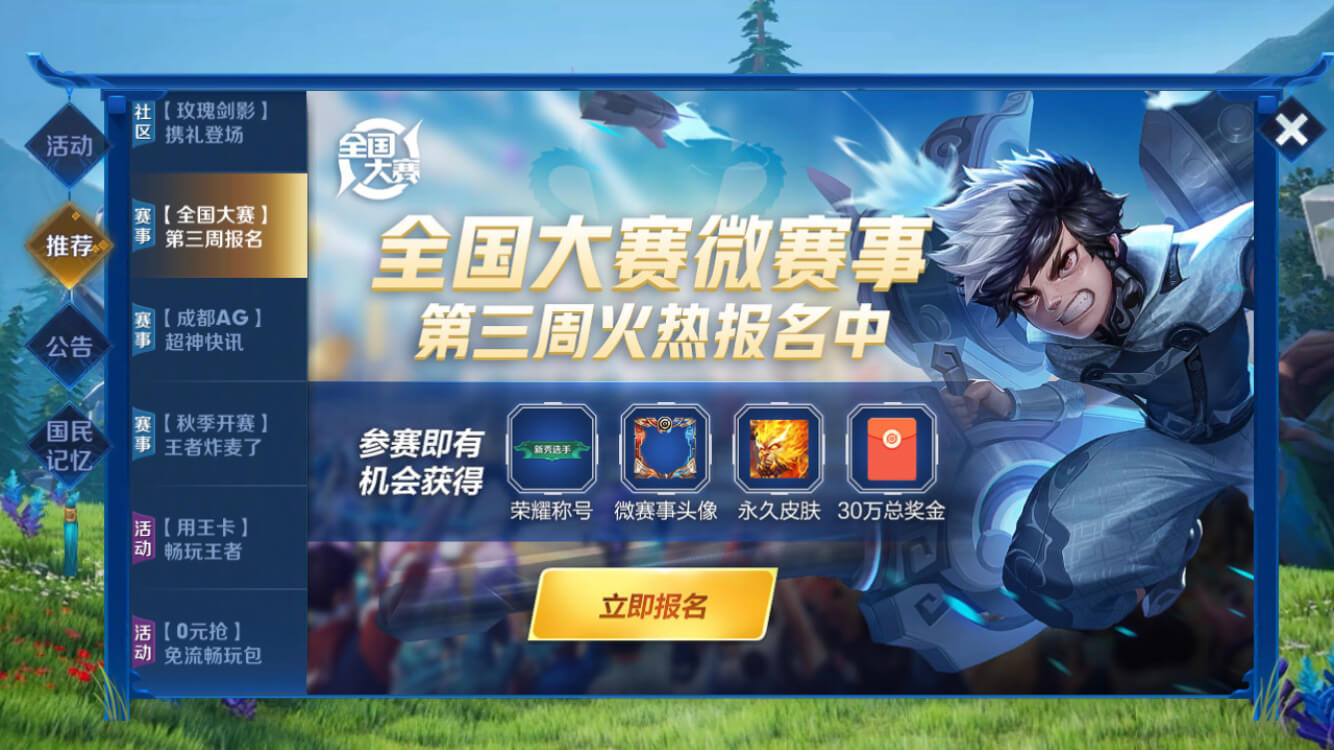 活动
推荐
公告
国民
记忆
社区
【玫瑰剑影】
携礼登场
赛事
【全国大赛】
第三周报名
赛事
【成都AG】
超神快讯
赛事
【秋季开赛】
王者炸麦了
活动
【用王卡】
畅玩王者
活动
【0元抢】
免流畅玩包
全国
大赛
全国大赛微赛事
第三周火热报名中
参赛即有
机会获得
新秀选手
荣耀称号
微赛事头像
永久皮肤
30万总奖金
立即报名